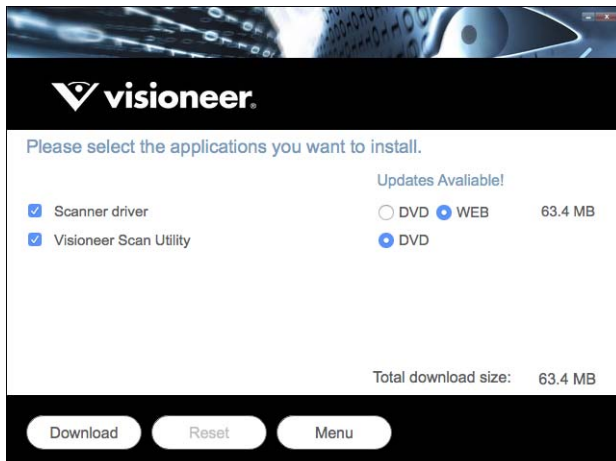 visioneer®
Please select the applications you want to install.
Updates Avaliable!
Scanner driver DVD WEB 63.4 MB
Visioneer Scan Utility DVD
Total download size: 63.4 MB
Download Reset Menu